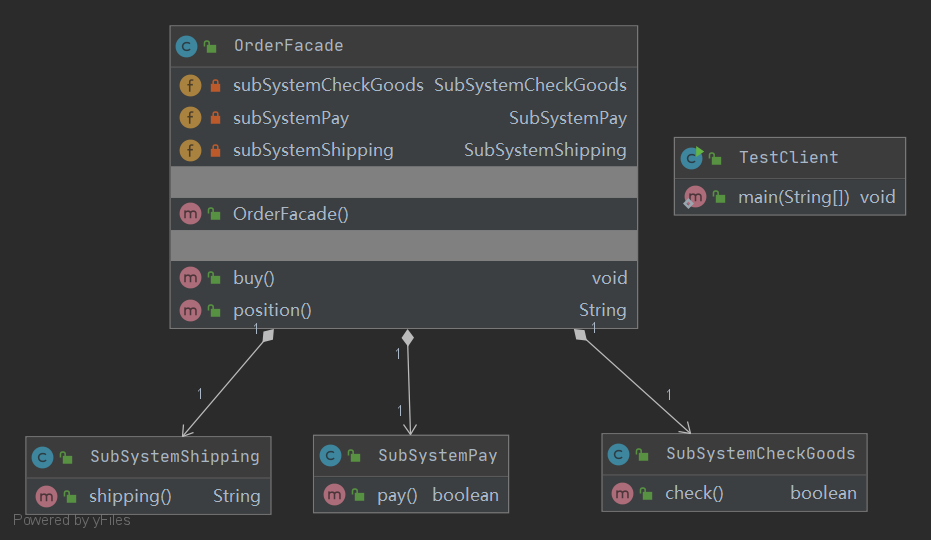 OrderFacade
subSystemCheckGoods SubSystemCheckGoods
subSystemPay SubSystemPay
subSystemShipping SubSystemShipping
OrderFacade()
buy() void
position() String
TestClient
main(String[]) void
1
1
1
1
1
1
SubSystemShipping
shipping() String
SubSystemPay
pay() boolean
SubSystemCheckGoods
check() boolean
Powered by yFiles